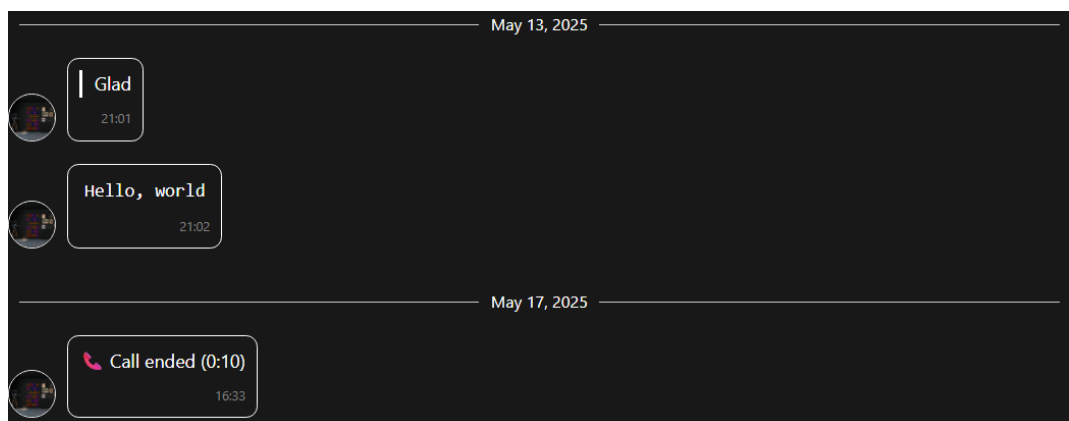 May 13, 2025
Glad
21:01
Hello, world
21:02
May 17, 2025
📞 Call ended (0:10)
16:33